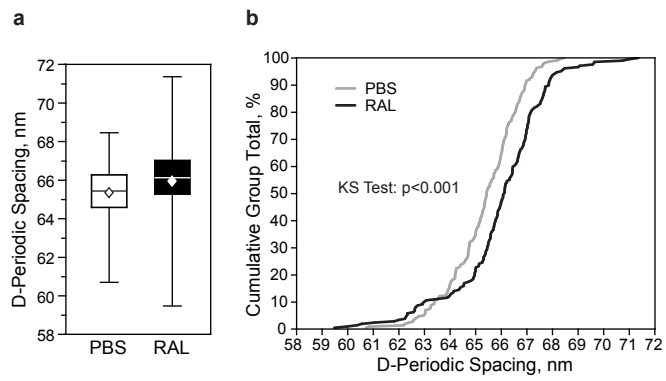 a
D-Periodic Spacing, nm
72
70
68
66
64
62
60
58
PBS RAL
b
Cumulative Group Total, %
100
90
80
70
60
50
40
30
20
10
0
PBS
RAL
KS Test: p<0.001
58 59 60 61 62 63 64 65 66 67 68 69 70 71 72
D-Periodic Spacing, nm